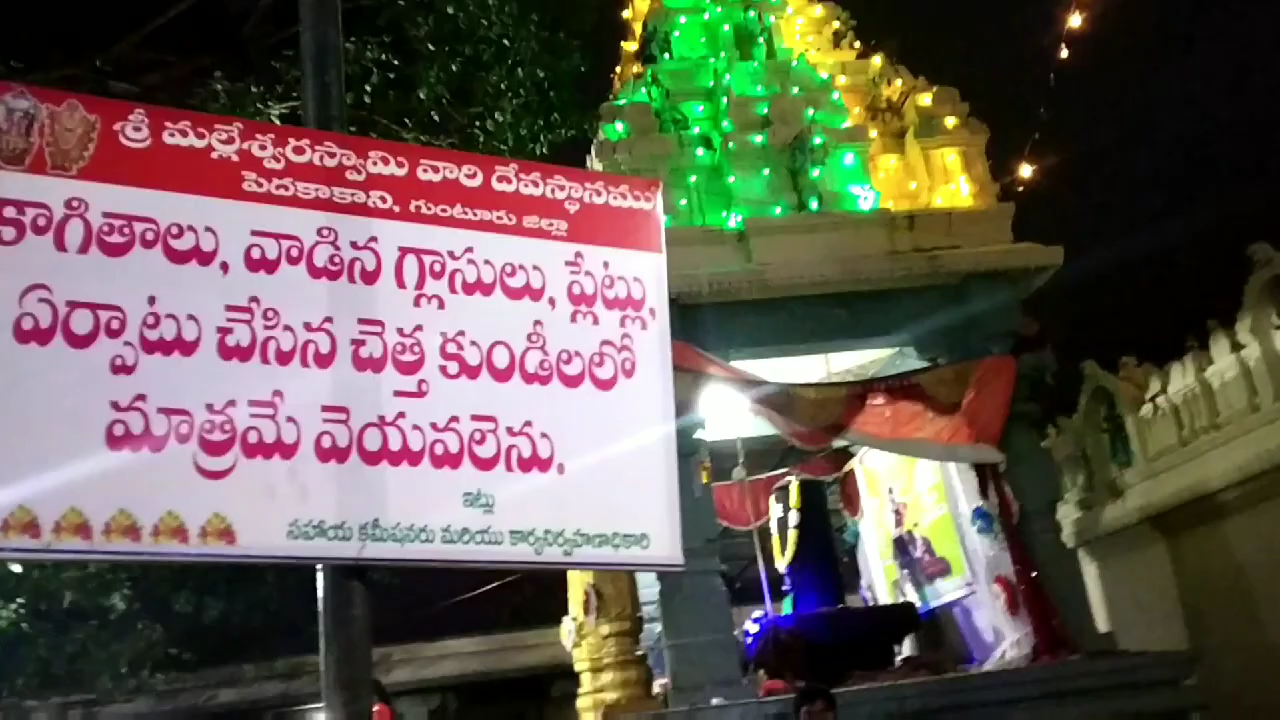 శ్రీ మల్లేశ్వరస్వామి వారి దేవస్థానము
పెదకాకాని, గుంటూరు జిల్లా
కాగితాలు, వాడిన గ్లాసులు, ప్లేట్లు,
ఏర్పాటు చేసిన చెత్త కుండీలలో
మాత్రమే వెయవలెను.
ఇట్లు
సహాయ కమీషనరు మరియు కార్యనిర్వహణాధికారి